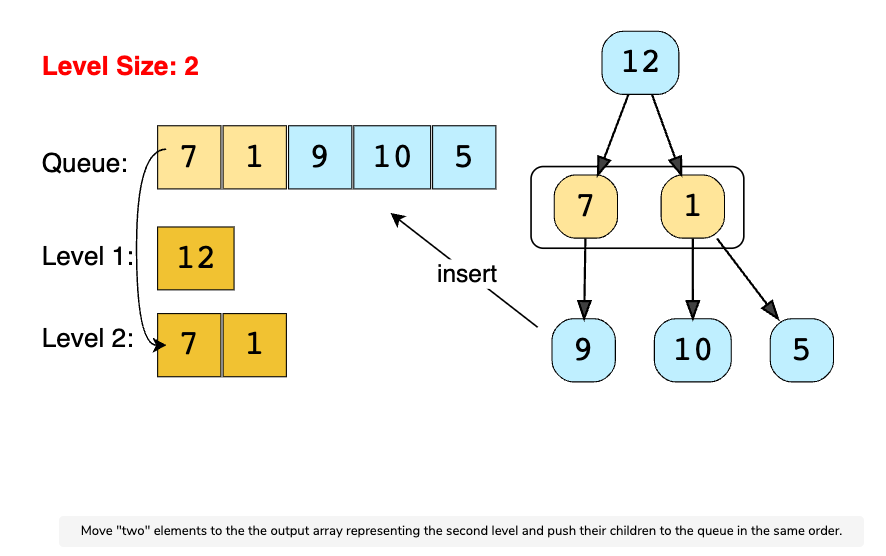 Level Size: 2
12
Queue: 7 1 9 10 5
7 1
Level 1: 12
insert
Level 2: 7 1
9 10 5
Move "two" elements to the the output array representing the second level and push their children to the queue in the same order.